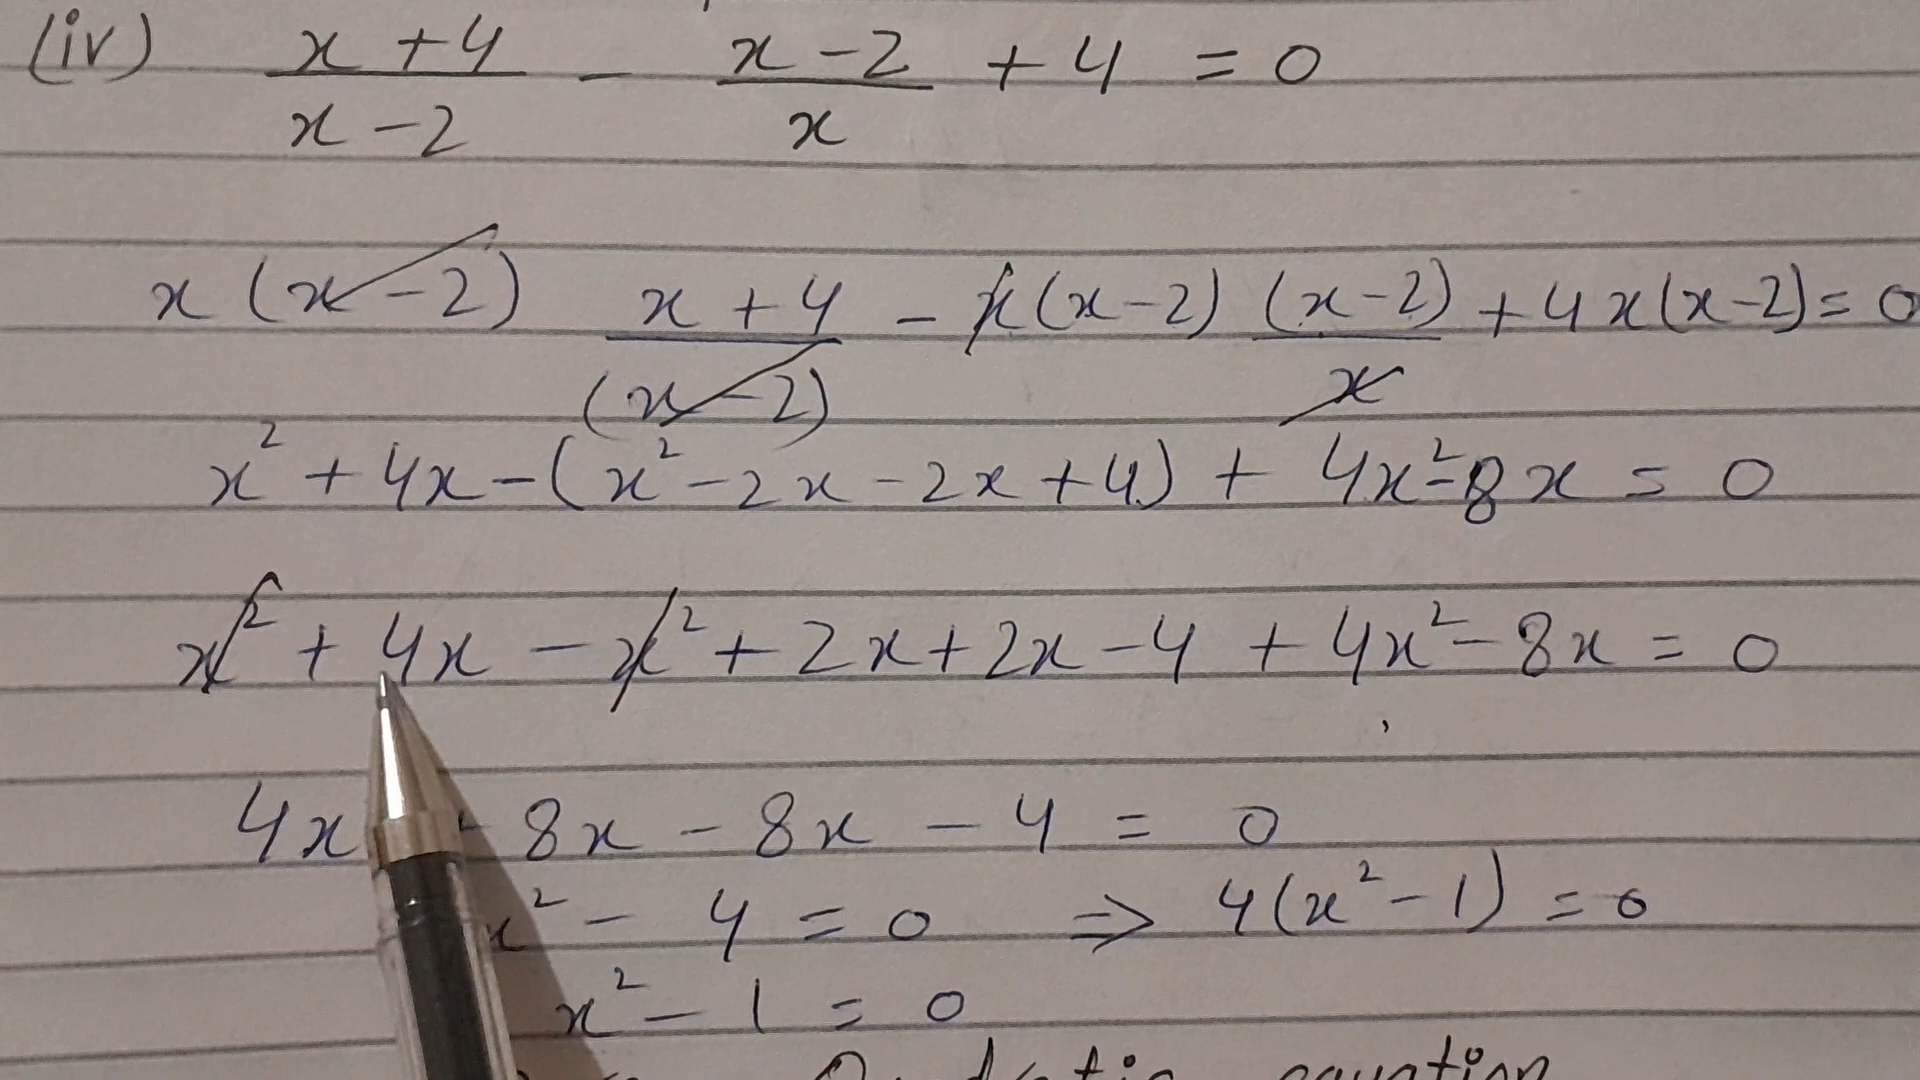 (iv) x + 4 / x - 2 - x - 2 / x + 4 = 0
x (x - 2) x + 4 / (x - 2) - x (x - 2) (x - 2) / x + 4x(x - 2) = 0
x² + 4x - (x² - 2x - 2x + 4) + 4x² - 8x = 0
x² + 4x - x² + 2x + 2x - 4 + 4x² - 8x = 0
4x 8x - 8x - 4 = 0
x² - 4 = 0 ⇒ 4(x² - 1) = 0
x² - 1 = 0
equation